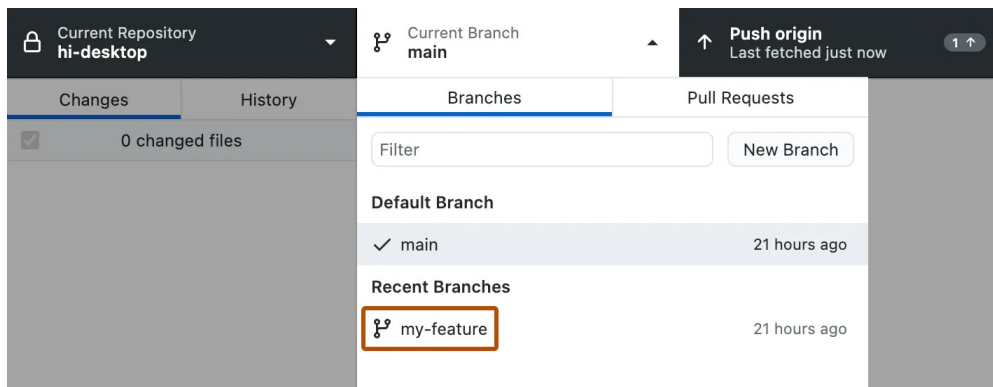 Current Repository
hi-desktop
Current Branch
main
Push origin
Last fetched just now
1
Changes
History
Branches
Pull Requests
0 changed files
Filter
New Branch
Default Branch
main
21 hours ago
Recent Branches
my-feature
21 hours ago